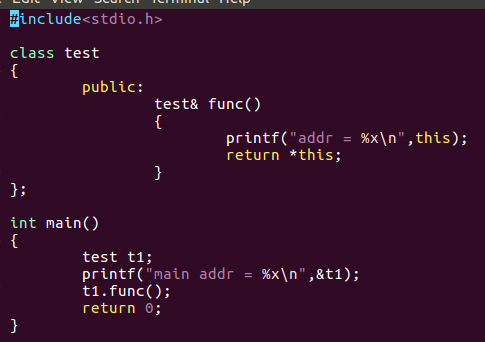 Edit View Search Terminal Help
#include<stdio.h>
class test
{
public:
test& func()
{
printf("addr = %x\n",this);
return *this;
}
};
int main()
{
test t1;
printf("main addr = %x\n",&t1);
t1.func();
return 0;
}